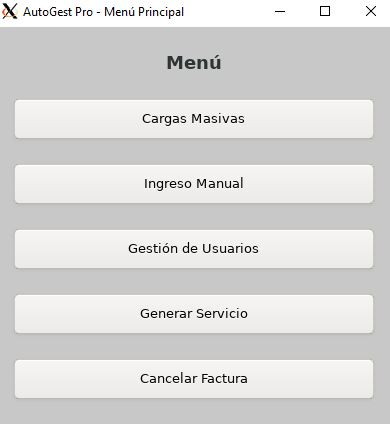 AutoGest Pro - Menú Principal
Menú
Cargas Masivas
Ingreso Manual
Gestión de Usuarios
Generar Servicio
Cancelar Factura